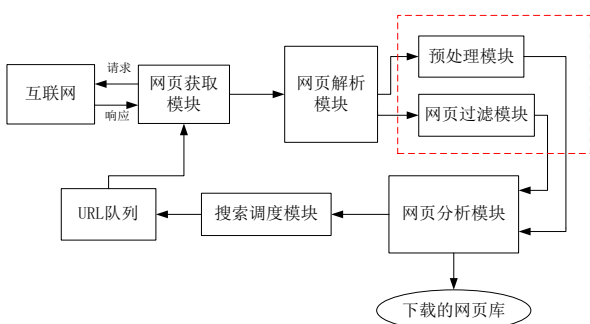 请求
互联网
响应
网页获取
模块
网页解析
模块
预处理模块
网页过滤模块
URL队列
搜索调度模块
网页分析模块
下载的网页库